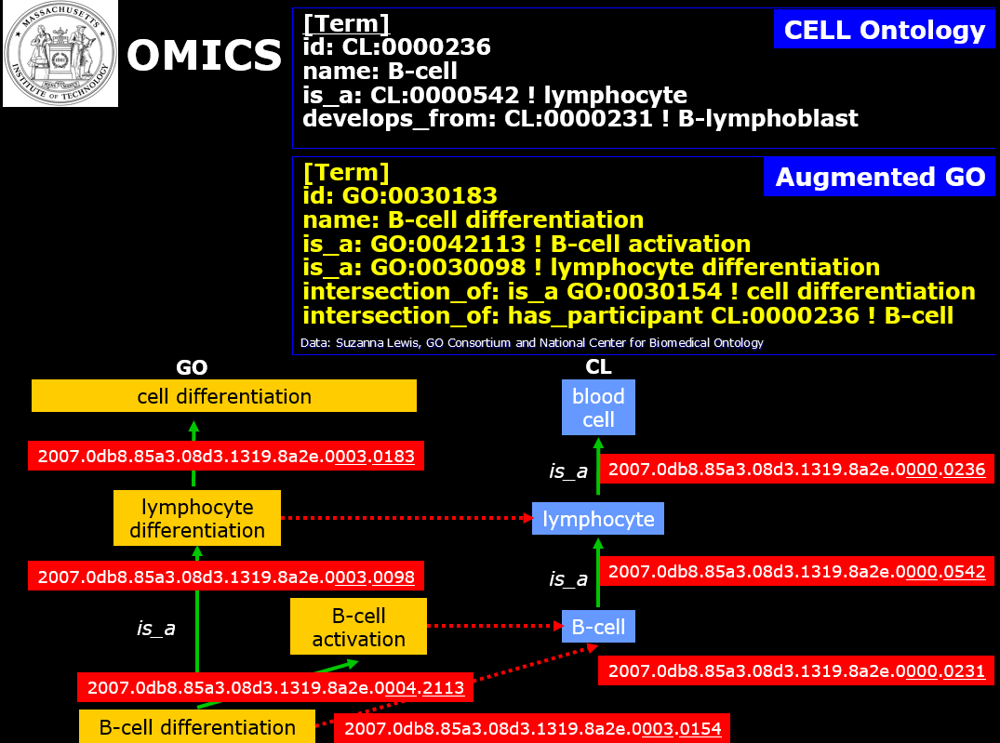 MASSACHUSETTS
INSTITUTE OF TECHNOLOGY
OMICS
[Term]
CELL Ontology
id: CL:0000236
name: B-cell
is_a: CL:0000542 ! lymphocyte
develops_from: CL:0000231 ! B-lymphoblast
[Term]
Augmented GO
id: GO:0030183
name: B-cell differentiation
is_a: GO:0042113 ! B-cell activation
is_a: GO:0030098 ! lymphocyte differentiation
intersection_of: is_a GO:0030154 ! cell differentiation
intersection_of: has_participant CL:0000236 ! B-cell
Data: Suzanna Lewis, GO Consortium and National Center for Biomedical Ontology
GO
CL
cell differentiation
blood
cell
2007.0db8.85a3.08d3.1319.8a2e.0003.0183
is_a
2007.0db8.85a3.08d3.1319.8a2e.0000.0236
lymphocyte
differentiation
lymphocyte
2007.0db8.85a3.08d3.1319.8a2e.0003.0098
is_a
2007.0db8.85a3.08d3.1319.8a2e.0000.0542
is_a
B-cell
activation
B-cell
2007.0db8.85a3.08d3.1319.8a2e.0000.0231
2007.0db8.85a3.08d3.1319.8a2e.0004.2113
B-cell differentiation
2007.0db8.85a3.08d3.1319.8a2e.0003.0154